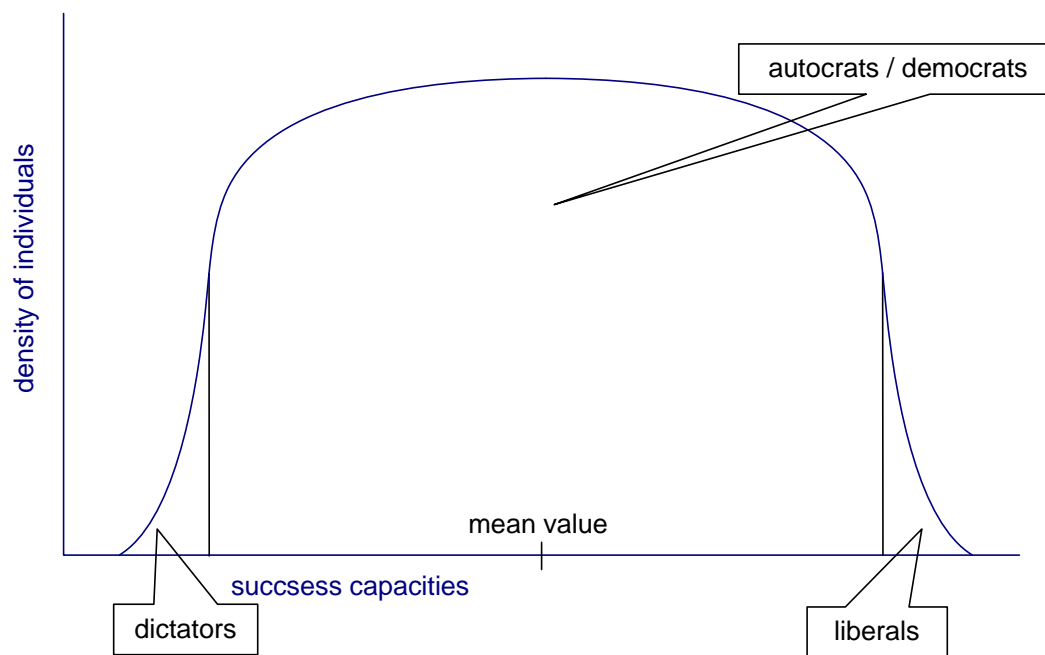 autocrats / democrats
density of individuals
mean value
succsess capacities
dictators
liberals